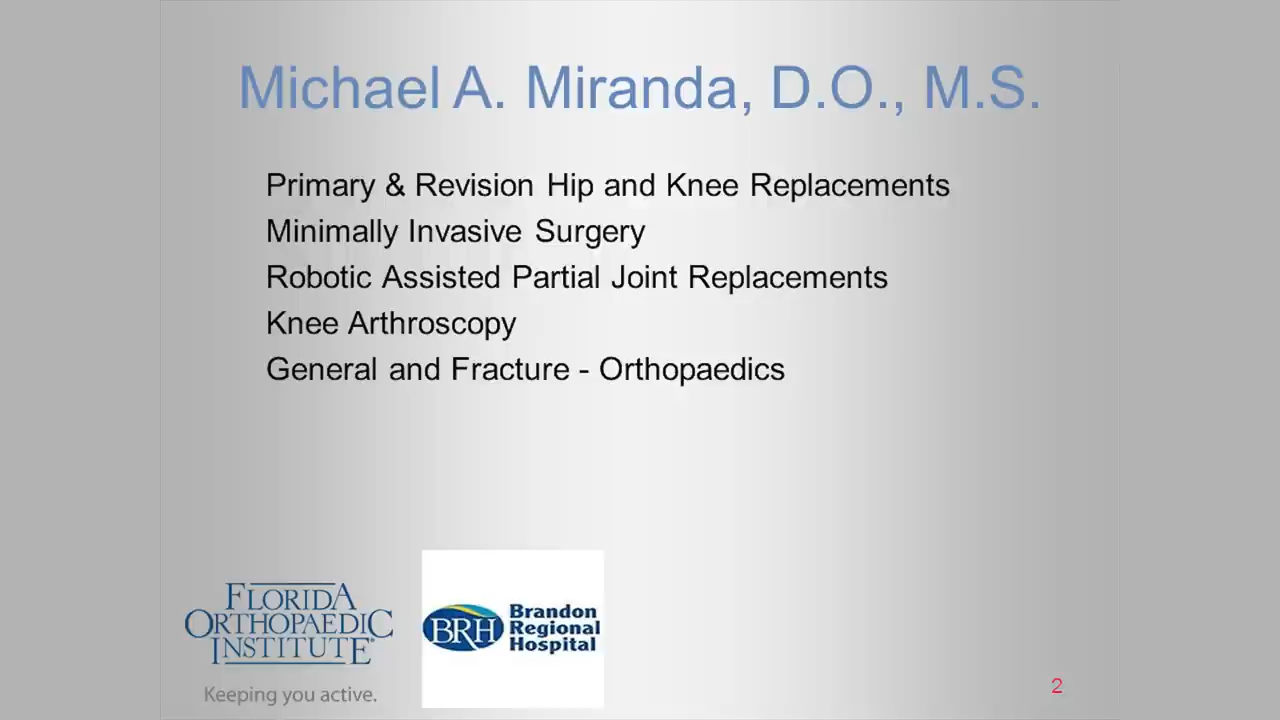 Michael A. Miranda, D.O., M.S.
Primary & Revision Hip and Knee Replacements
Minimally Invasive Surgery
Robotic Assisted Partial Joint Replacements
Knee Arthroscopy
General and Fracture - Orthopaedics
FLORIDA
ORTHOPAEDIC
INSTITUTE®
Keeping you active.
BRH
Brandon
Regional
Hospital
2